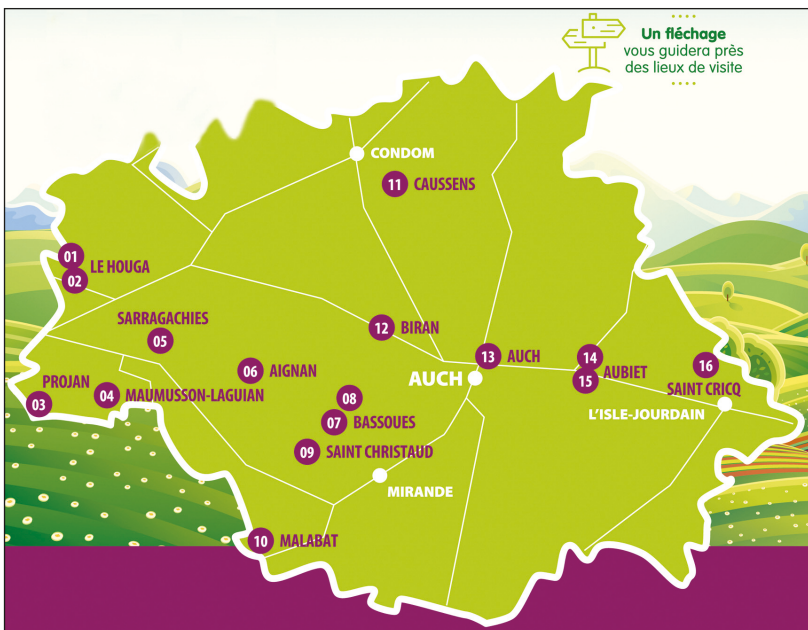 Un fléchage
vous guidera près
des lieux de visite
CONDOM
11 CAUSSENS
01
LE HOUGA
02
SARRAGACHIES
05
12 BIRAN
13 AUCH
14
AUBIET
15
16
SAINT CRICQ
06 AIGNAN
AUCH
PROJAN
03
04 MAUMUSSON-LAGUIAN
08
07 BASSOUES
L'ISLE-JOURDAIN
09 SAINT CHRISTAUD
MIRANDE
10 MALABAT